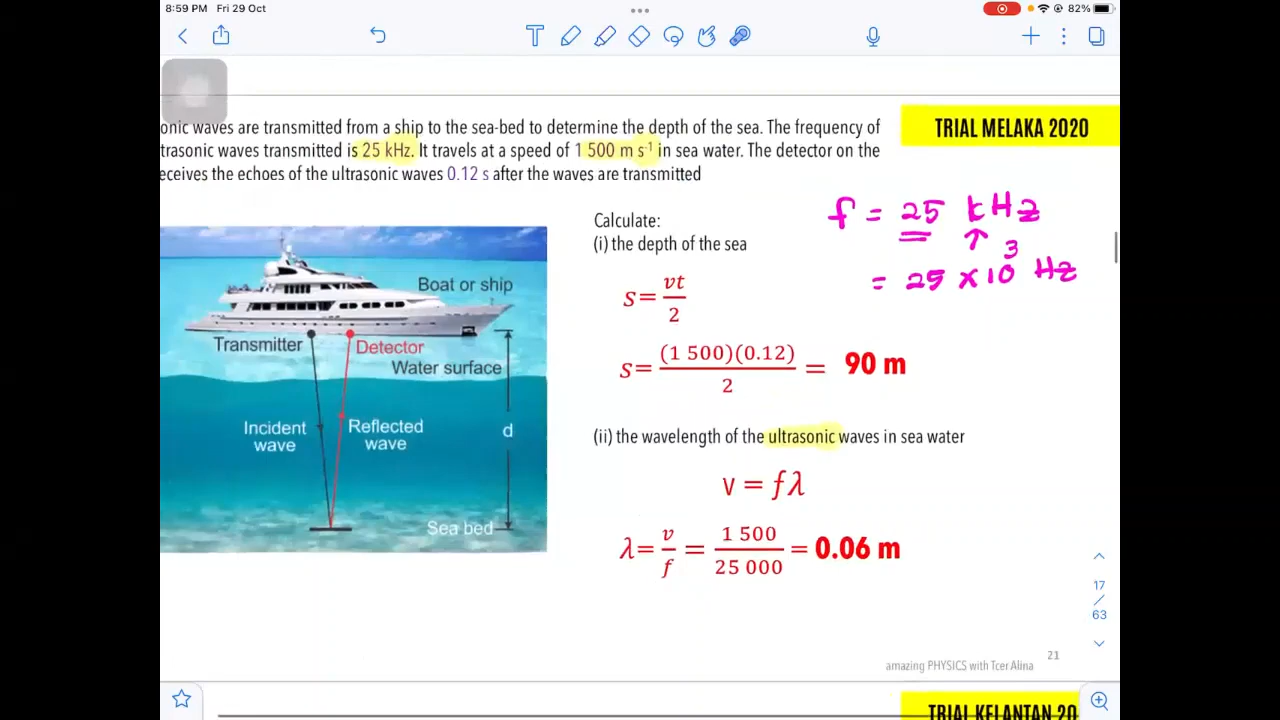 8:59 PM Fri 29 Oct
82%
TRIAL MELAKA 2020
onic waves are transmitted from a ship to the sea-bed to determine the depth of the sea. The frequency of
trasonic waves transmitted is 25 kHz. It travels at a speed of 1 500 m s⁻¹ in sea water. The detector on the
eceives the echoes of the ultrasonic waves 0.12 s after the waves are transmitted
f = 25 kHz
= 25 × 10³ Hz
Calculate:
(i) the depth of the sea
s = vt / 2
s = (1 500)(0.12) / 2 = 90 m
(ii) the wavelength of the ultrasonic waves in sea water
v = fλ
λ = v / f = 1 500 / 25 000 = 0.06 m
Boat or ship
Transmitter
Detector
Water surface
Incident
wave
Reflected
wave
d
Sea bed
17
/
63
21
amazing PHYSICS with Tcer Alina
TRIAL KELANTAN 20